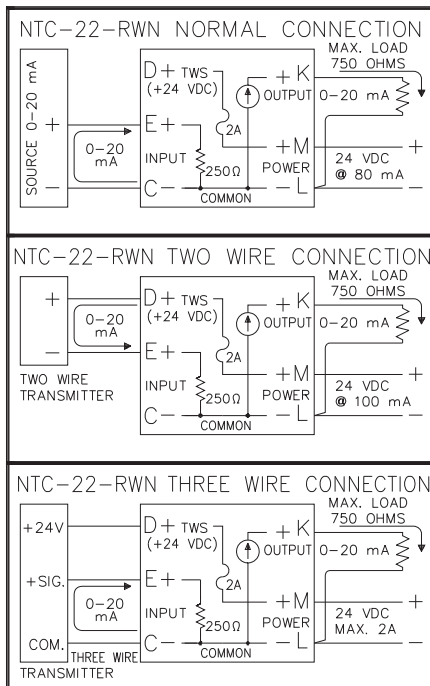 NTC-22-RWN NORMAL CONNECTION
MAX. LOAD
750 OHMS
SOURCE 0-20 mA
+
−
0-20
mA
D+ TWS
(+24 VDC)
E+
INPUT
C−
250Ω
2A
COMMON
+K
OUTPUT
0-20 mA
+M
POWER
−L
24 VDC
@ 80 mA
+
−
NTC-22-RWN TWO WIRE CONNECTION
MAX. LOAD
750 OHMS
+
−
TWO WIRE
TRANSMITTER
0-20
mA
D+ TWS
(+24 VDC)
E+
INPUT
C−
250Ω
2A
COMMON
+K
OUTPUT
0-20 mA
+M
POWER
−L
24 VDC
@ 100 mA
+
−
NTC-22-RWN THREE WIRE CONNECTION
MAX. LOAD
750 OHMS
+24V
+SIG.
COM.
THREE WIRE
TRANSMITTER
0-20
mA
D+ TWS
(+24 VDC)
E+
INPUT
C−
250Ω
2A
COMMON
+K
OUTPUT
0-20 mA
+M
POWER
−L
24 VDC
MAX. 2A
+
−